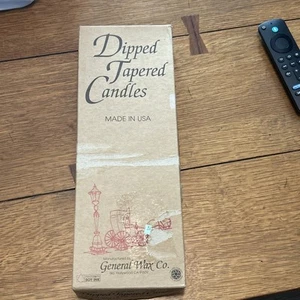 Dipped
Tapered
Candles
MADE IN USA
General Wax Co.